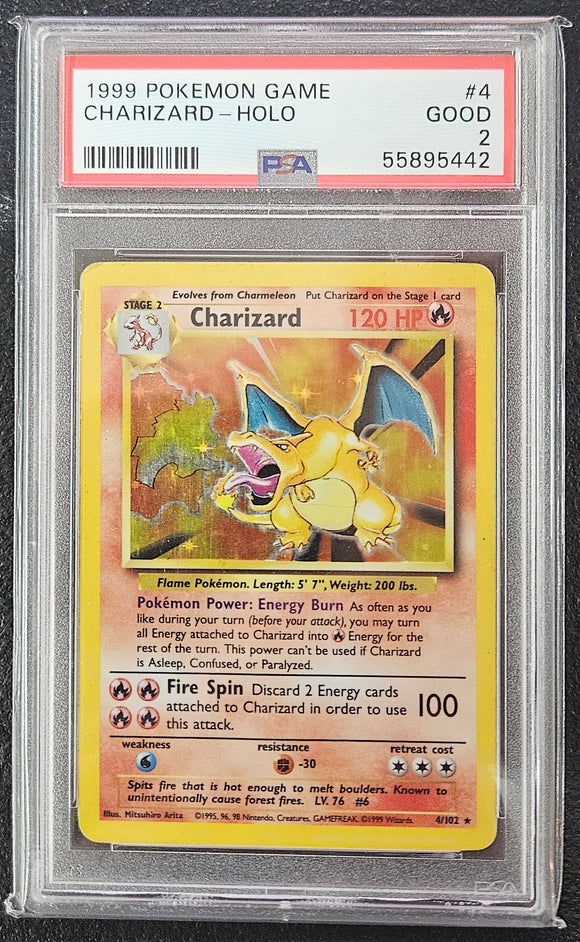 1999 POKEMON GAME #4
CHARIZARD - HOLO GOOD
2
PSA 55895442
Evolves from Charmeleon Put Charizard on the Stage 1 card
STAGE 2
Charizard 120 HP
Flame Pokémon. Length: 5' 7", Weight: 200 lbs.
Pokémon Power: Energy Burn As often as you
like during your turn (before your attack), you may turn
all Energy attached to Charizard into Energy for the
rest of the turn. This power can't be used if Charizard
is Asleep, Confused, or Paralyzed.
Fire Spin Discard 2 Energy cards
attached to Charizard in order to use 100
this attack.
weakness resistance retreat cost
-30
Spits fire that is hot enough to melt boulders. Known to
unintentionally cause forest fires. LV. 76 #6
Illus. Mitsuhiro Arita ©1995, 96, 98 Nintendo, Creatures, GAMEFREAK. ©1999 Wizards. 4/102 ★
PSA